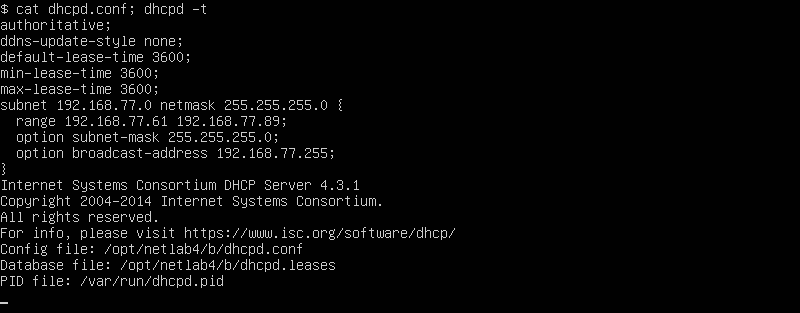 $ cat dhcpd.conf; dhcpd -t
authoritative;
ddns-update-style none;
default-lease-time 3600;
min-lease-time 3600;
max-lease-time 3600;
subnet 192.168.77.0 netmask 255.255.255.0 {
  range 192.168.77.61 192.168.77.89;
  option subnet-mask 255.255.255.0;
  option broadcast-address 192.168.77.255;
}
Internet Systems Consortium DHCP Server 4.3.1
Copyright 2004-2014 Internet Systems Consortium.
All rights reserved.
For info, please visit https://www.isc.org/software/dhcp/
Config file: /opt/netlab4/b/dhcpd.conf
Database file: /opt/netlab4/b/dhcpd.leases
PID file: /var/run/dhcpd.pid